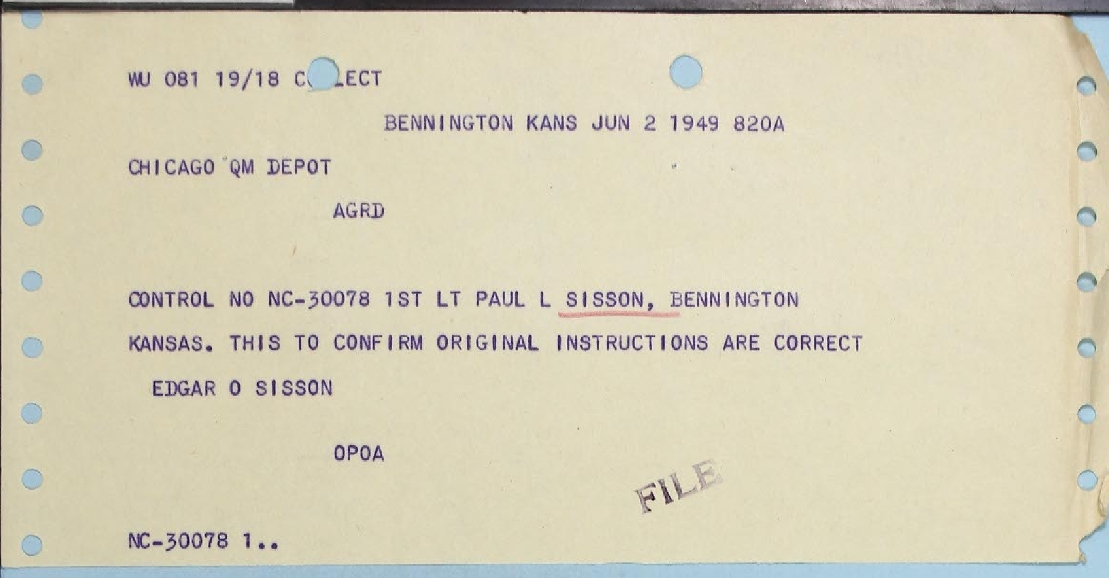 WU 081 19/18 C LECT
BENNINGTON KANS JUN 2 1949 820A
CHICAGO QM DEPOT
AGRD
CONTROL NO NC-30078 1ST LT PAUL L SISSON, BENNINGTON
KANSAS. THIS TO CONFIRM ORIGINAL INSTRUCTIONS ARE CORRECT
EDGAR O SISSON
OPOA
FILE
NC-30078 1..